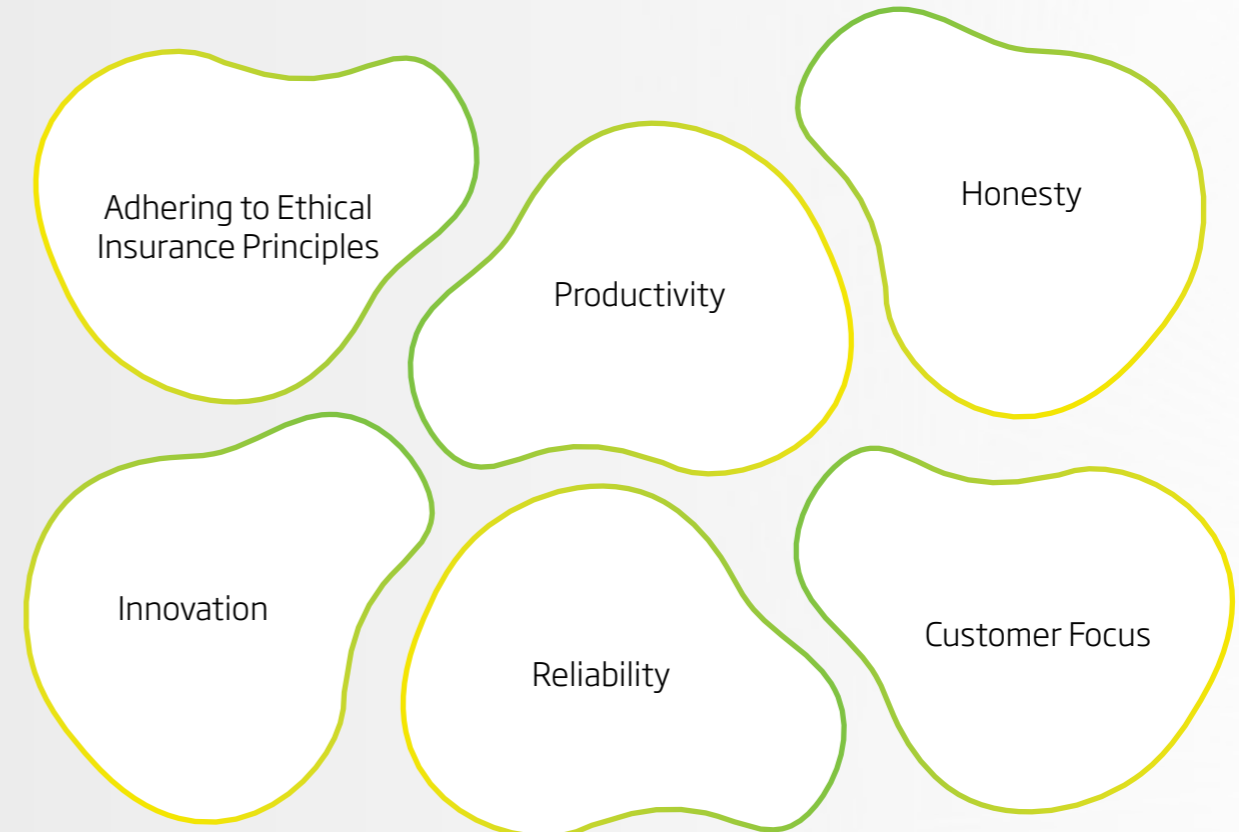 Adhering to Ethical
Insurance Principles
Productivity
Honesty
Innovation
Reliability
Customer Focus